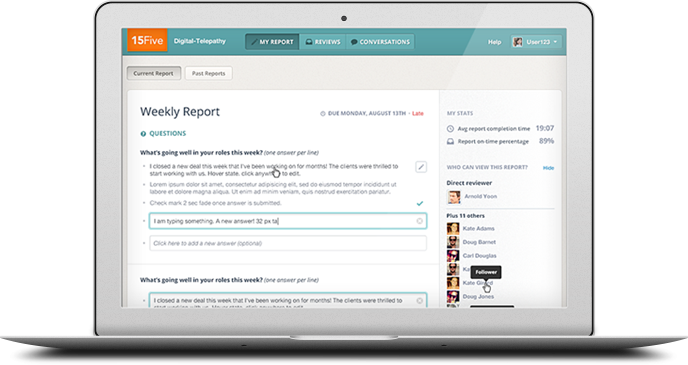 15Five
Digital-Telepathy
MY REPORT
REVIEWS
CONVERSATIONS
Help
User123
Current Report
Past Reports
Weekly Report
DUE MONDAY, AUGUST 13TH - Late
QUESTIONS
What's going well in your roles this week? (one answer per line)
I closed a new deal this week that I've been working on for months! The clients were thrilled to
start working with us. Hover state, click anywhere to edit.
Lorem ipsum dolor sit amet, consectetur adipisicing elit, sed do eiusmod tempor incididunt ut
labore et dolore magna aliqua. Ut enim ad minim veniam, quis nostrud exercitation
Check mark 2 sec fade once answer is submitted.
I am typing something. A new answer! 32 px ta
Click here to add a new answer (optional)
What's going well in your roles this week? (one answer per line)
I closed a new deal this week that I've been working on for months! The clients were thrilled to
start working with us. Hover state, click anywhere to edit.
MY STATS
Avg report completion time 19:07
Report on-time percentage 89%
WHO CAN VIEW THIS REPORT?
Hide
Direct reviewer
Arnold Yoon
Plus 11 others
Kate Adams
Doug Barnet
Carl Douglas
Follower
Kate
Doug Jones